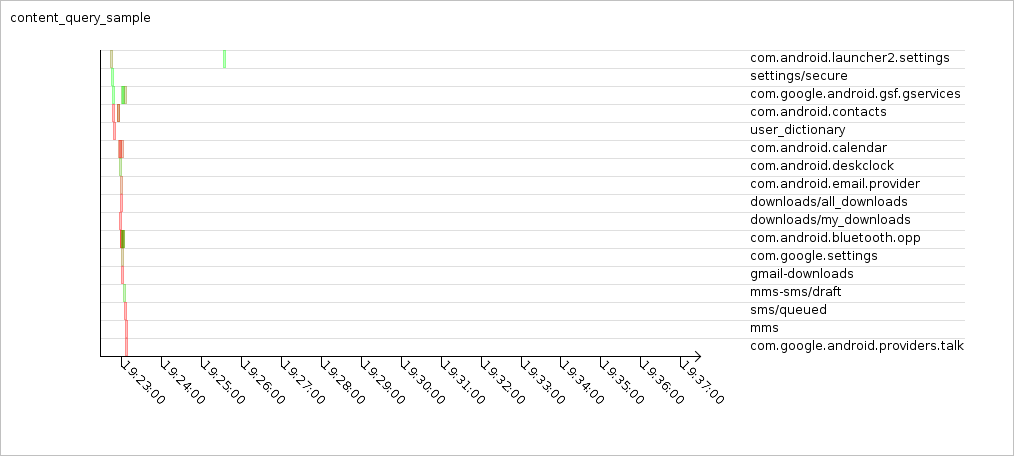 content_query_sample
com.android.launcher2.settings
settings/secure
com.google.android.gsf.gservices
com.android.contacts
user_dictionary
com.android.calendar
com.android.deskclock
com.android.email.provider
downloads/all_downloads
downloads/my_downloads
com.android.bluetooth.opp
com.google.settings
gmail-downloads
mms-sms/draft
sms/queued
mms
com.google.android.providers.talk
19:23:00
19:24:00
19:25:00
19:26:00
19:27:00
19:28:00
19:29:00
19:30:00
19:31:00
19:32:00
19:33:00
19:34:00
19:35:00
19:36:00
19:37:00